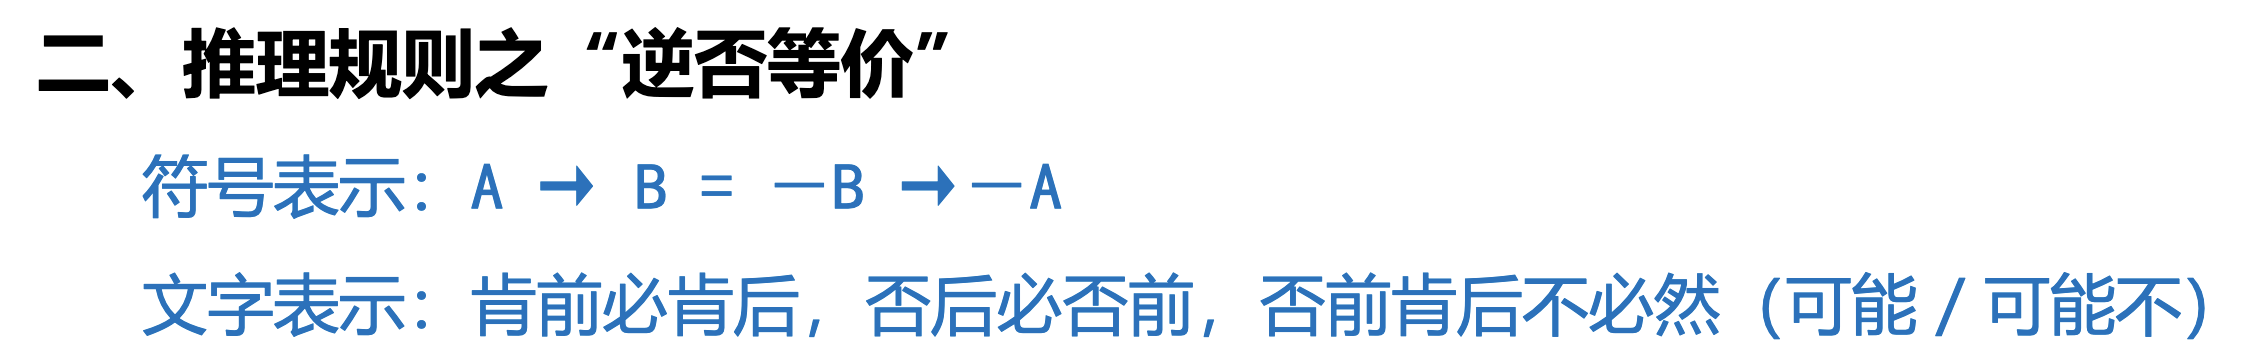 二、推理规则之“逆否等价”
符号表示：A → B = —B →—A
文字表示：肯前必肯后，否后必否前，否前肯后不必然（可能/可能不）